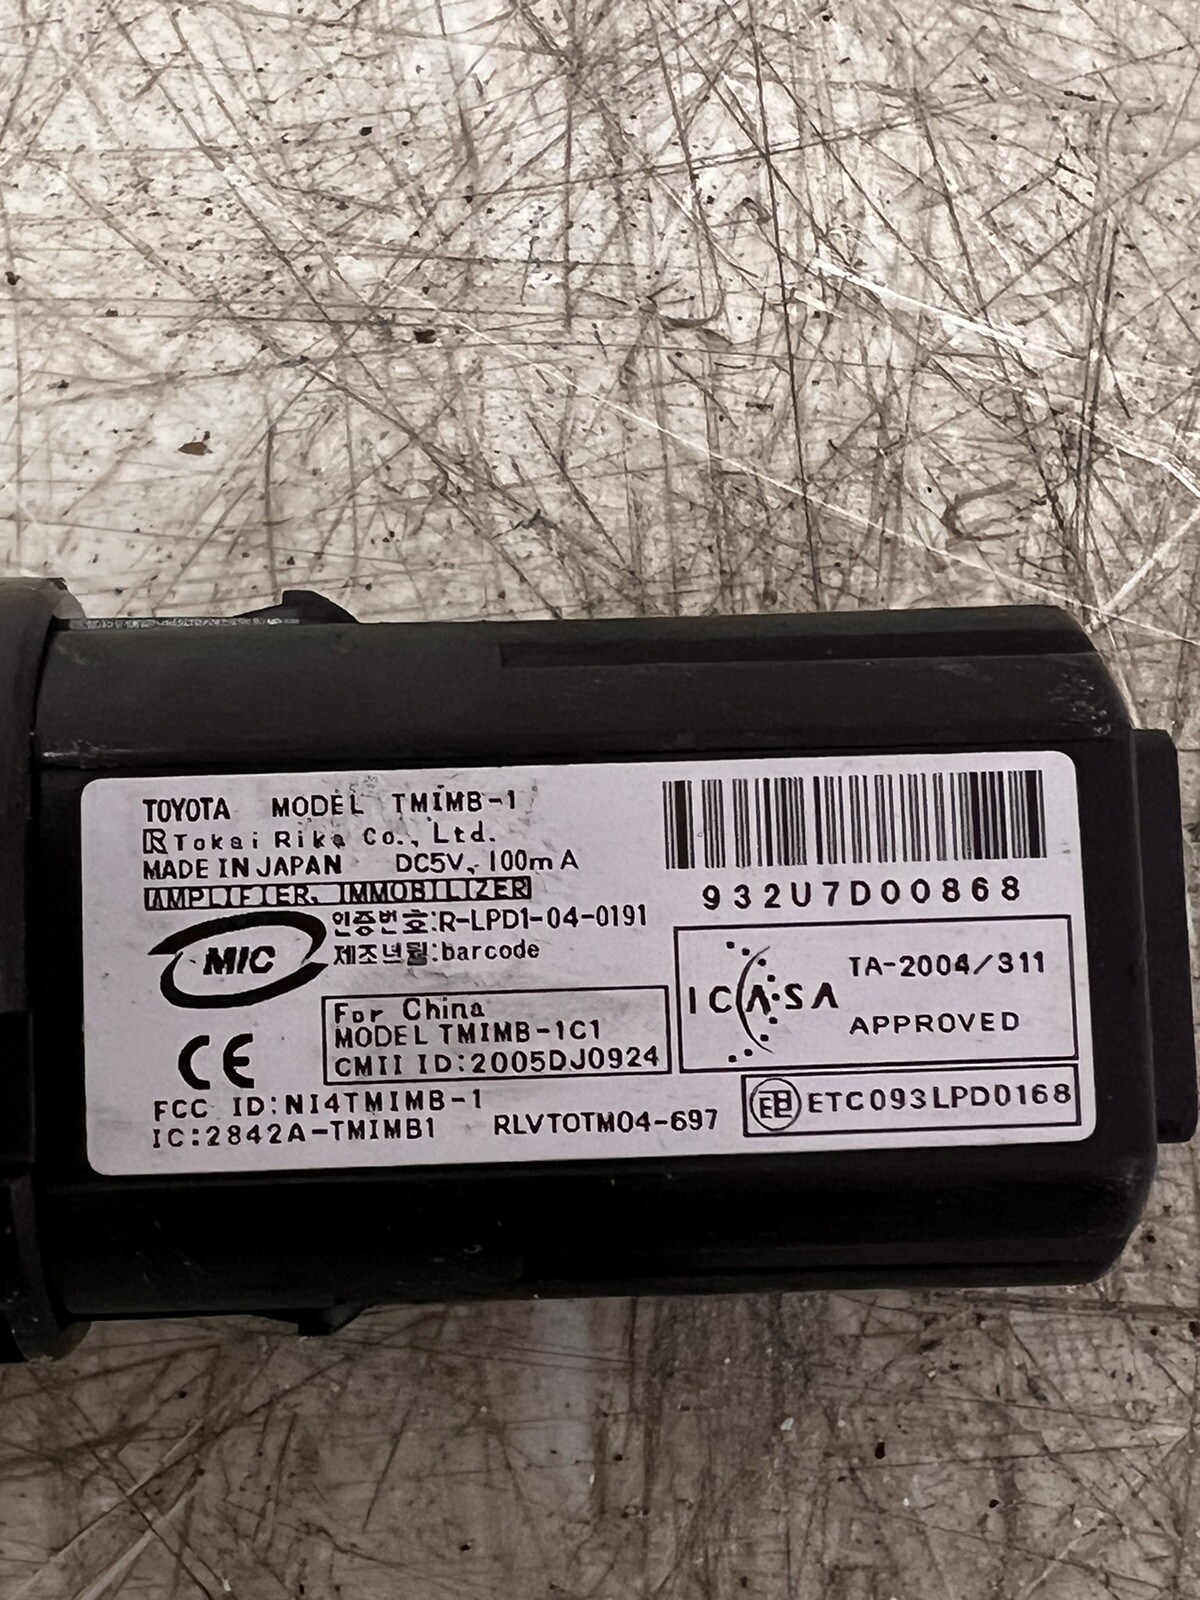 TOYOTA MODEL TMIMB-1
R Tokai Rika Co., Ltd.
MADE IN JAPAN DC5V, 100mA
AMPLIFIER, IMMOBILIZER
MIC
인증번호:R-LPD1-04-0191
제조년월:barcode
For China
MODEL TMIMB-1C1
CMII ID:2005DJ0924
CE
FCC ID:NI4TMIMB-1
IC:2842A-TMIMB1
RLVTOTM04-697
932U7D00868
ICASA
TA-2004/311
APPROVED
ETC093LPD0168